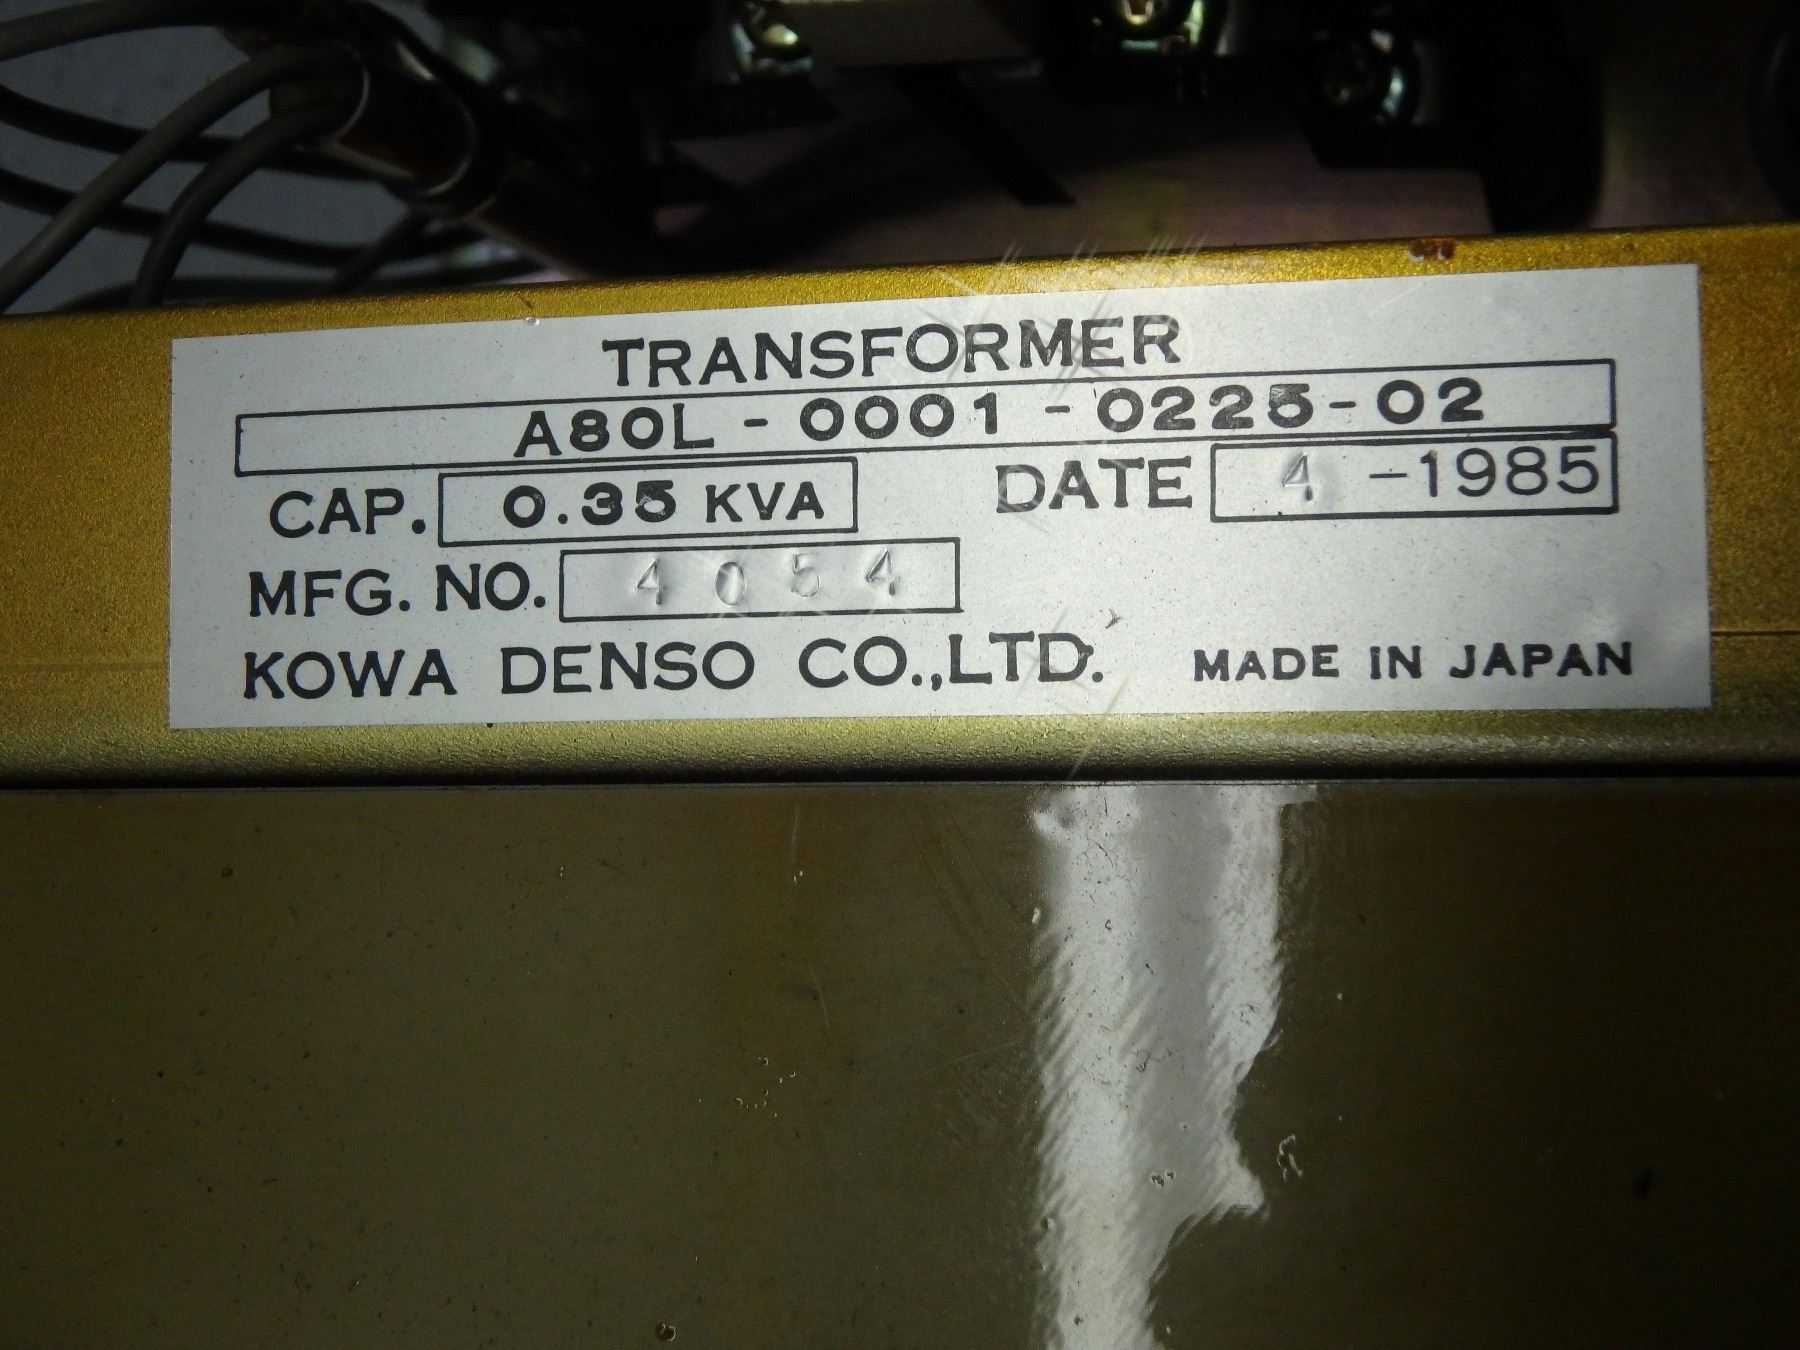 TRANSFORMER
A80L-0001-0225-02
CAP. 0.35 KVA DATE 4 -1985
MFG. NO. 4054
KOWA DENSO CO.,LTD. MADE IN JAPAN